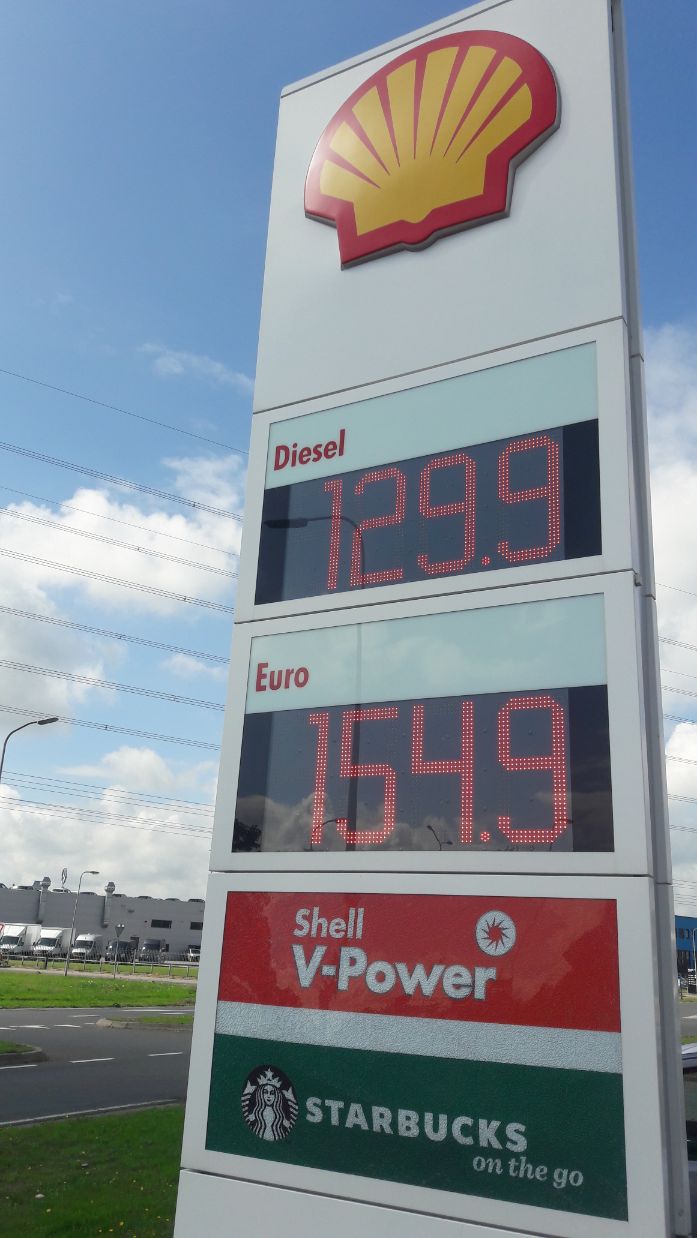 Diesel
129.9
Euro
154.9
Shell
V-Power
STARBUCKS
on the go